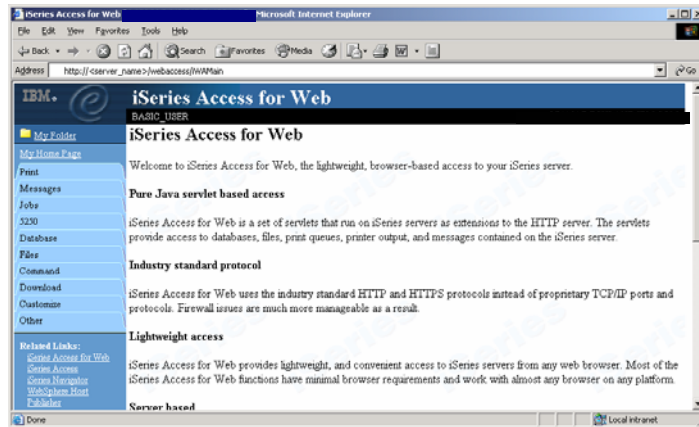 iSeries Access for Web
Microsoft Internet Explorer
File Edit View Favorites Tools Help
Back Search Favorites Media
Address http://<server_name>/webaccess/iWAMain Go
IBM.
iSeries Access for Web
BASIC_USER
My Folder
My Home Page
Print
Messages
Jobs
5250
Database
Files
Command
Download
Customize
Other
Related Links:
iSeries Access for Web
iSeries Access
iSeries Navigator
WebSphere Host
Publisher
iSeries Access for Web
Welcome to iSeries Access for Web, the lightweight, browser-based access to your iSeries server.
Pure Java servlet based access
iSeries Access for Web is a set of servlets that run on iSeries servers as extensions to the HTTP server. The servlets
provide access to databases, files, print queues, printer output, and messages contained on the iSeries server.
Industry standard protocol
iSeries Access for Web uses the industry standard HTTP and HTTPS protocols instead of proprietary TCP/IP ports and
protocols. Firewall issues are much more manageable as a result.
Lightweight access
iSeries Access for Web provides lightweight, and convenient access to iSeries servers from any web browser. Most of the
iSeries Access for Web functions have minimal browser requirements and work with almost any browser on any platform.
Server based
Done
Local intranet